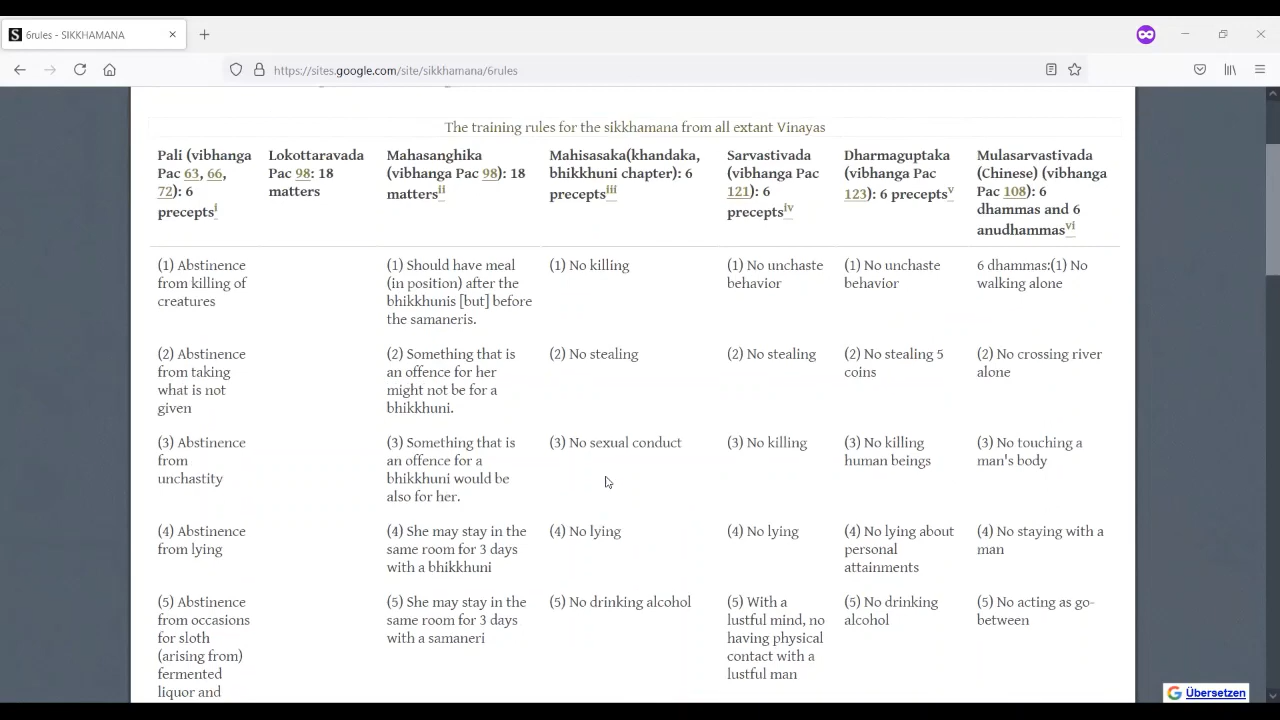 6rules - SIKKHAMANA
https://sites.google.com/site/sikkhamana/6rules
The training rules for the sikkhamana from all extant Vinayas
Pali (vibhanga
Pac 63, 66,
72): 6
preceptsi
Lokottaravada
Pac 98: 18
matters
Mahasanghika
(vibhanga Pac 98): 18
mattersii
Mahisasaka(khandaka,
bhikkhuni chapter): 6
preceptsiii
Sarvastivada
(vibhanga Pac
121): 6
preceptsiv
Dharmaguptaka
(vibhanga Pac
123): 6 preceptsv
Mulasarvastivada
(Chinese) (vibhanga
Pac 108): 6
dhammas and 6
anudhammasvi
(1) Abstinence
from killing of
creatures
(1) Should have meal
(in position) after the
bhikkhunis [but] before
the samaneris.
(1) No killing
(1) No unchaste
behavior
(1) No unchaste
behavior
6 dhammas:(1) No
walking alone
(2) Abstinence
from taking
what is not
given
(2) Something that is
an offence for her
might not be for a
bhikkhuni.
(2) No stealing
(2) No stealing
(2) No stealing 5
coins
(2) No crossing river
alone
(3) Abstinence
from
unchastity
(3) Something that is
an offence for a
bhikkhuni would be
also for her.
(3) No sexual conduct
(3) No killing
(3) No killing
human beings
(3) No touching a
man's body
(4) Abstinence
from lying
(4) She may stay in the
same room for 3 days
with a bhikkhuni
(4) No lying
(4) No lying
(4) No lying about
personal
attainments
(4) No staying with a
man
(5) Abstinence
from occasions
for sloth
(arising from)
fermented
liquor and
(5) She may stay in the
same room for 3 days
with a samaneri
(5) No drinking alcohol
(5) With a
lustful mind, no
having physical
contact with a
lustful man
(5) No drinking
alcohol
(5) No acting as go-
between
Übersetzen